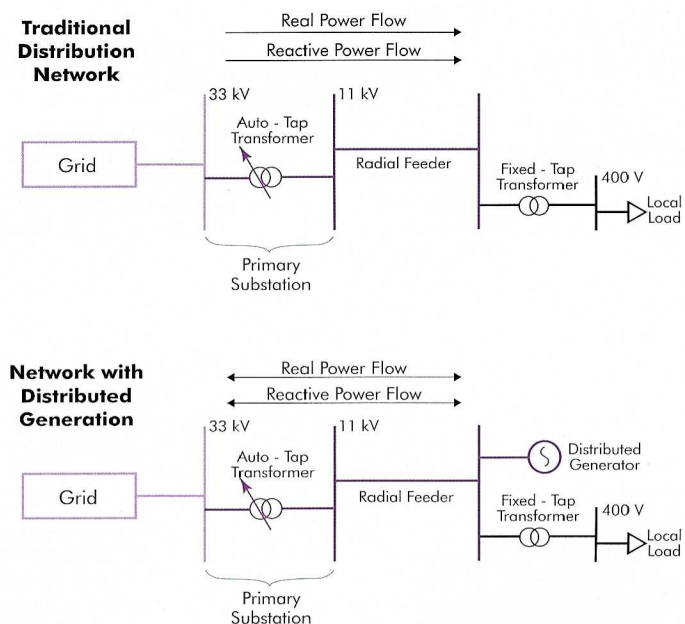 Traditional
Distribution
Network
Real Power Flow
Reactive Power Flow
33 kV
11 kV
Auto - Tap
Transformer
Grid
Radial Feeder
Fixed - Tap
Transformer
400 V
Local
Load
Primary
Substation
Network with
Distributed
Generation
Real Power Flow
Reactive Power Flow
33 kV
11 kV
Auto - Tap
Transformer
Distributed
Generator
Grid
Radial Feeder
Fixed - Tap
Transformer
400 V
Local
Load
Primary
Substation